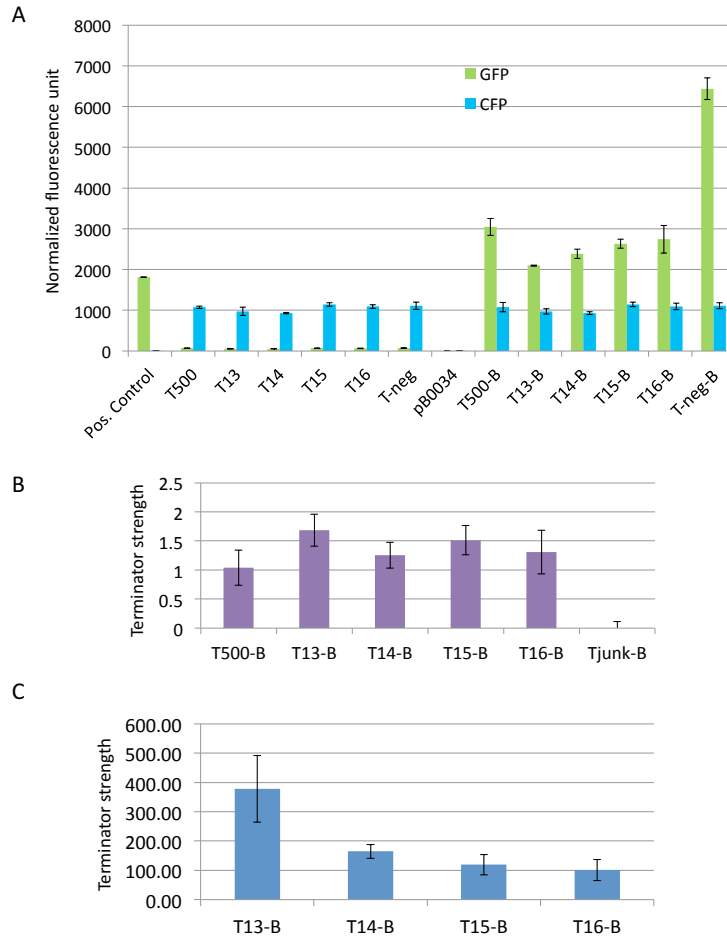 A
Normalized fluorescence unit
8000
7000
6000
5000
4000
3000
2000
1000
0
GFP
CFP
Pos. Control
T500
T13
T14
T15
T16
T-neg
pB0034
T500-B
T13-B
T14-B
T15-B
T16-B
T-neg-B
B
Terminator strength
2.5
2
1.5
1
0.5
0
T500-B T13-B T14-B T15-B T16-B Tjunk-B
C
Terminator strength
600.00
500.00
400.00
300.00
200.00
100.00
0.00
T13-B T14-B T15-B T16-B